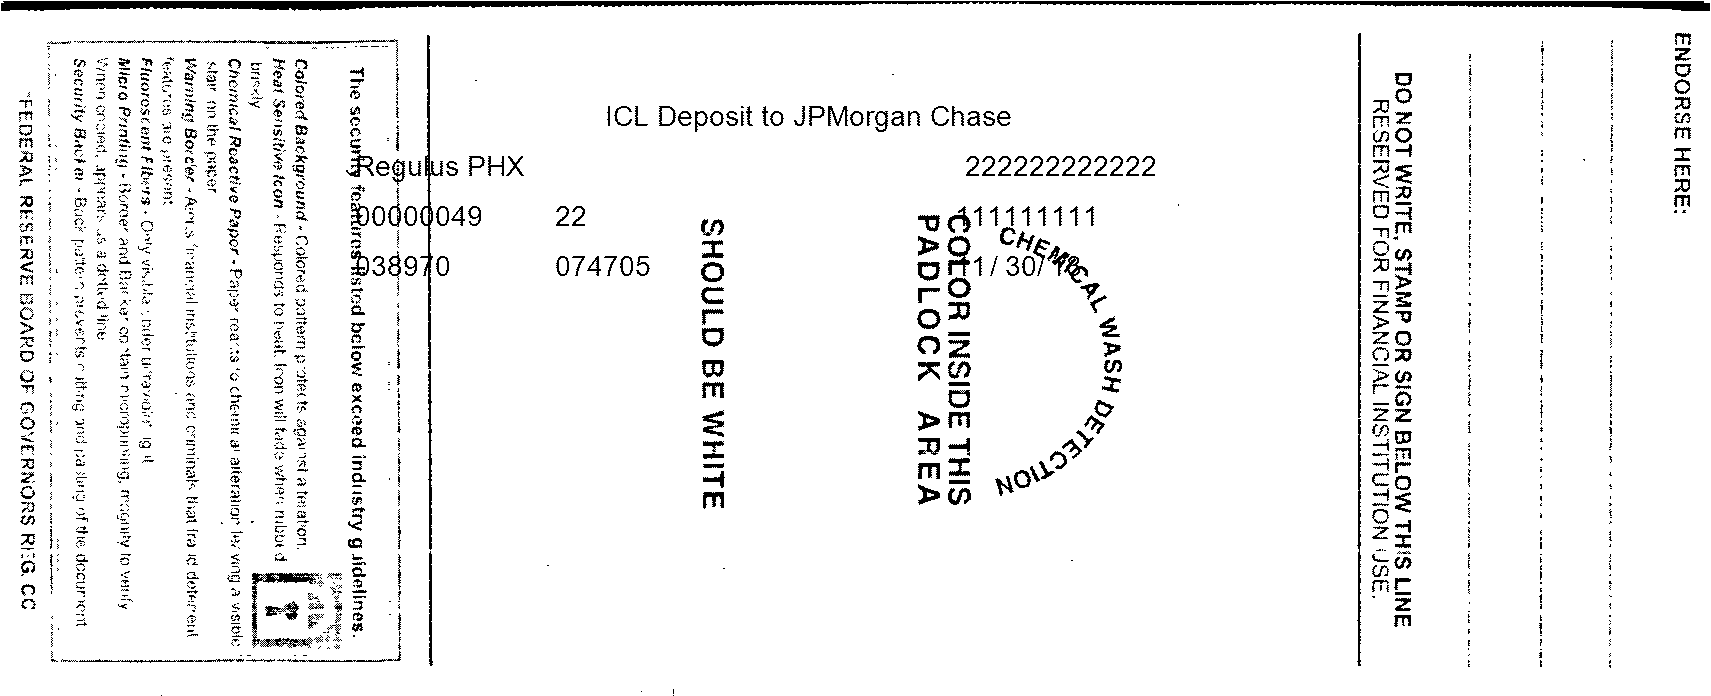 ICL Deposit to JPMorgan Chase
Regulus PHX 222222222222
00000049 22 111111111
038970 074705 11/ 30/
ENDORSE HERE:
DO NOT WRITE, STAMP OR SIGN BELOW THIS LINE
RESERVED FOR FINANCIAL INSTITUTION USE.
CHEMICAL WASH DETECTION
COLOR INSIDE THIS
PADLOCK AREA
SHOULD BE WHITE
The security features listed below exceed industry guidelines.
Colored Background - Colored pattern protects against alteration.
Heat Sensitive Icon - Responds to heat. Icon will fade when rubbed
briskly
Chemical Reactive Paper - Paper reacts to chemical alteration leaving a visible
stain on the paper
Warning Border - Alerts financial institutions and criminals that fraud deterrent
features are present
Fluorescent Fibers - Only visible under ultraviolet light
Micro Printing - Border and Backer contain microprinting, magnify to verify
When copied, appears as a dotted line
Security Backer - Back pattern prevents cutting and pasting of the document
*FEDERAL RESERVE BOARD OF GOVERNORS REG. CC